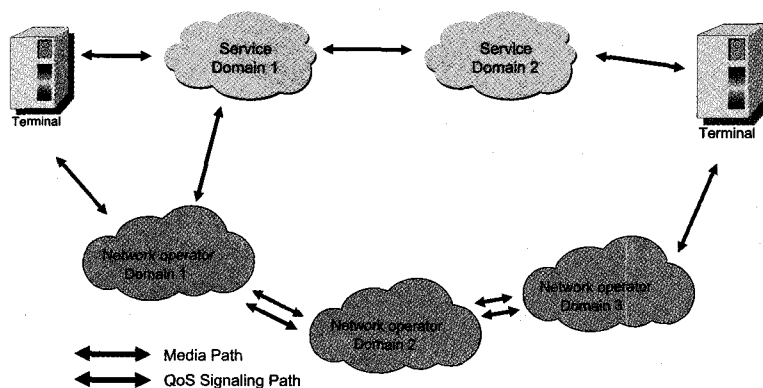 Service
Domain 1
Service
Domain 2
Terminal
Terminal
Network operator
Domain 1
Network operator
Domain 2
Network operator
Domain 3
Media Path
QoS Signaling Path